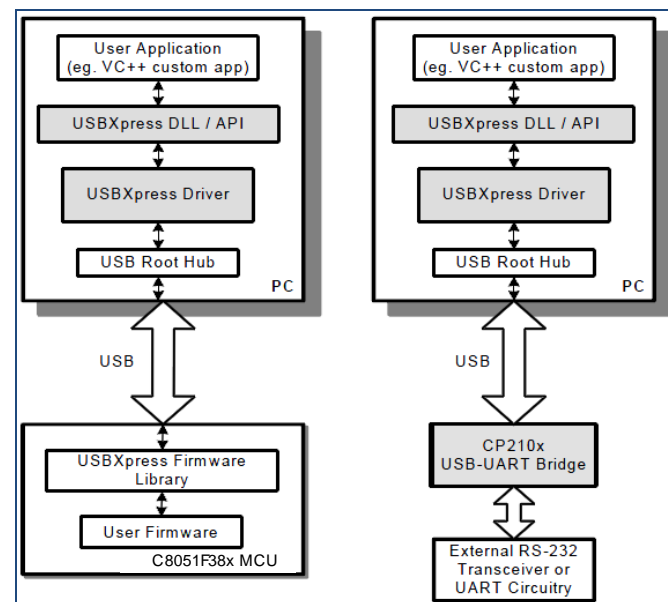 User Application
(eg. VC++ custom app)
USBXpress DLL / API
USBXpress Driver
USB Root Hub
PC
USB
USBXpress Firmware
Library
User Firmware
C8051F38x MCU
User Application
(eg. VC++ custom app)
USBXpress DLL / API
USBXpress Driver
USB Root Hub
PC
USB
CP210x
USB-UART Bridge
External RS-232
Transceiver or
UART Circuitry